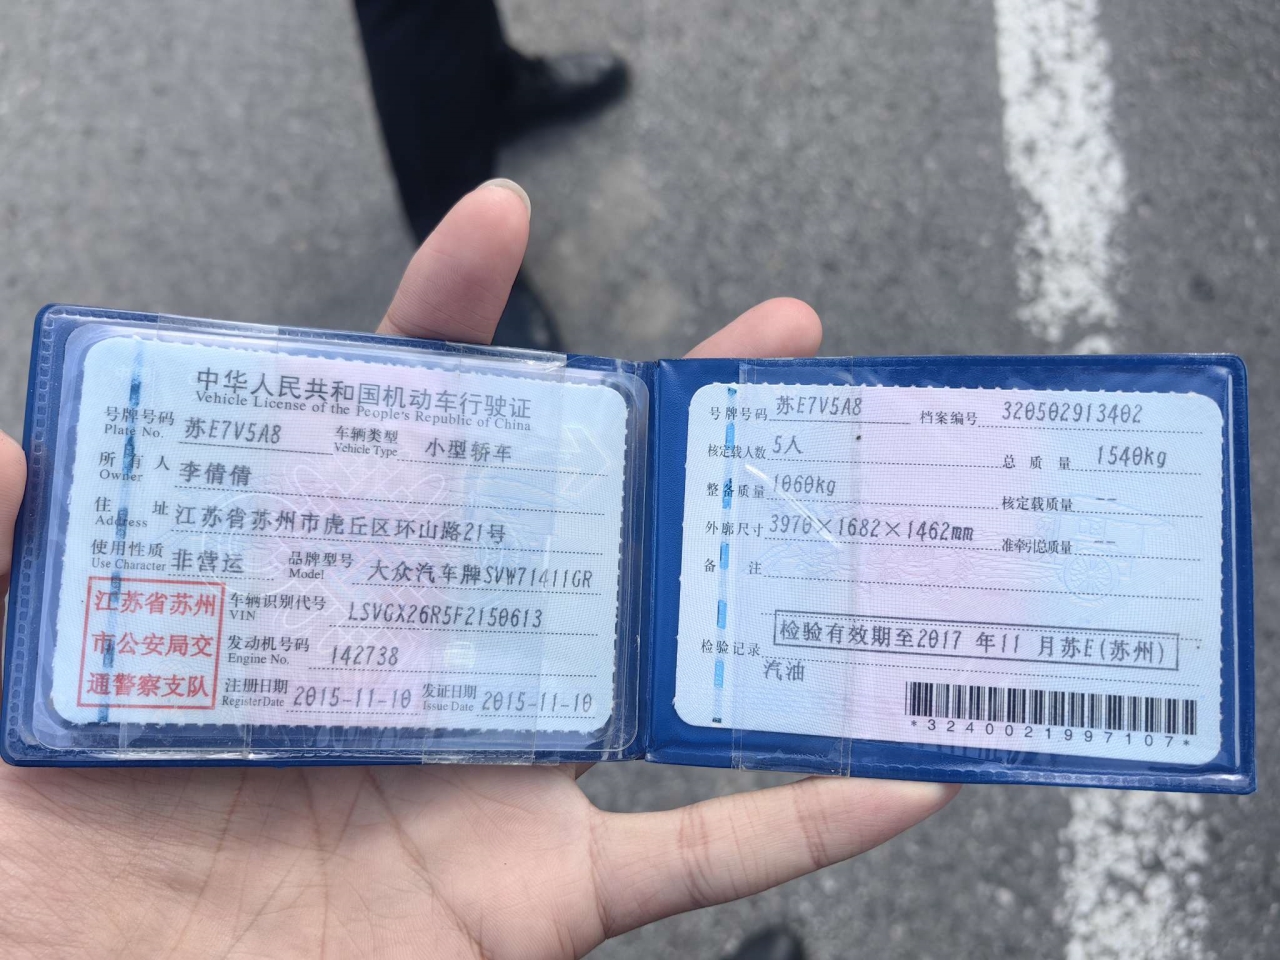 中华人民共和国机动车行驶证
Vehicle License of the People's Republic of China
号牌号码 苏E7V5A8 车辆类型 小型轿车
Plate No. Vehicle Type
所有人 李倩倩
Owner
住址 江苏省苏州市虎丘区环山路21号
Address
使用性质 非营运 品牌型号 大众汽车牌SVW71411GR
Use Character Model
江苏省苏州
市公安局交
通警察支队
车辆识别代号 LSVGX26R5F2150613
VIN
发动机号码 142738
Engine No.
注册日期 2015-11-10 发证日期 2015-11-10
Register Date Issue Date
号牌号码 苏E7V5A8 档案编号 320502913402
核定载人数 5人 总质量 1540kg
整备质量 1060kg 核定载质量 --
外廓尺寸 3970×1682×1462mm 准牵引总质量 --
备注
检验有效期至2017 年11 月苏E(苏州)
检验记录
汽油
*3240021997107*